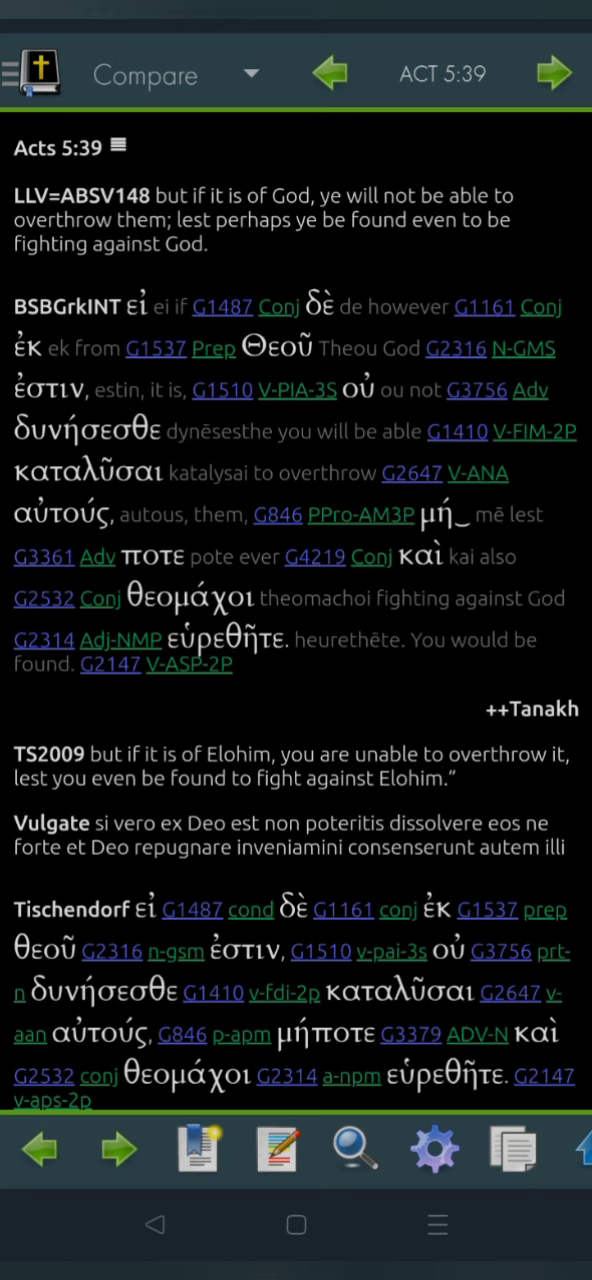 Compare ACT 5:39
Acts 5:39
LLV=ABSV148 but if it is of God, ye will not be able to
overthrow them; lest perhaps ye be found even to be
fighting against God.
BSBGrkINT εἰ ei if G1487 Conj δὲ de however G1161 Conj
ἐκ ek from G1537 Prep Θεοῦ Theou God G2316 N-GMS
ἐστιν, estin, it is, G1510 V-PIA-3S οὐ ou not G3756 Adv
δυνήσεσθε dynēsesthe you will be able G1410 V-FIM-2P
καταλῦσαι katalysai to overthrow G2647 V-ANA
αὐτούς, autous, them, G846 PPro-AM3P μή‿ mē lest
G3361 Adv ποτε pote ever G4219 Conj καὶ kai also
G2532 Conj θεομάχοι theomachoi fighting against God
G2314 Adj-NMP εὑρεθῆτε. heurethēte. You would be
found. G2147 V-ASP-2P
++Tanakh
TS2009 but if it is of Elohim, you are unable to overthrow it,
lest you even be found to fight against Elohim.”
Vulgate si vero ex Deo est non poteritis dissolvere eos ne
forte et Deo repugnare inveniamini consenserunt autem illi
Tischendorf εἰ G1487 cond δὲ G1161 conj ἐκ G1537 prep
θεοῦ G2316 n-gsm ἐστιν, G1510 v-pai-3s οὐ G3756 prt-
n δυνήσεσθε G1410 v-fdi-2p καταλῦσαι G2647 v-
aan αὐτούς, G846 p-apm μήποτε G3379 ADV-N καὶ
G2532 conj θεομάχοι G2314 a-npm εὑρεθῆτε. G2147
v-aps-2p